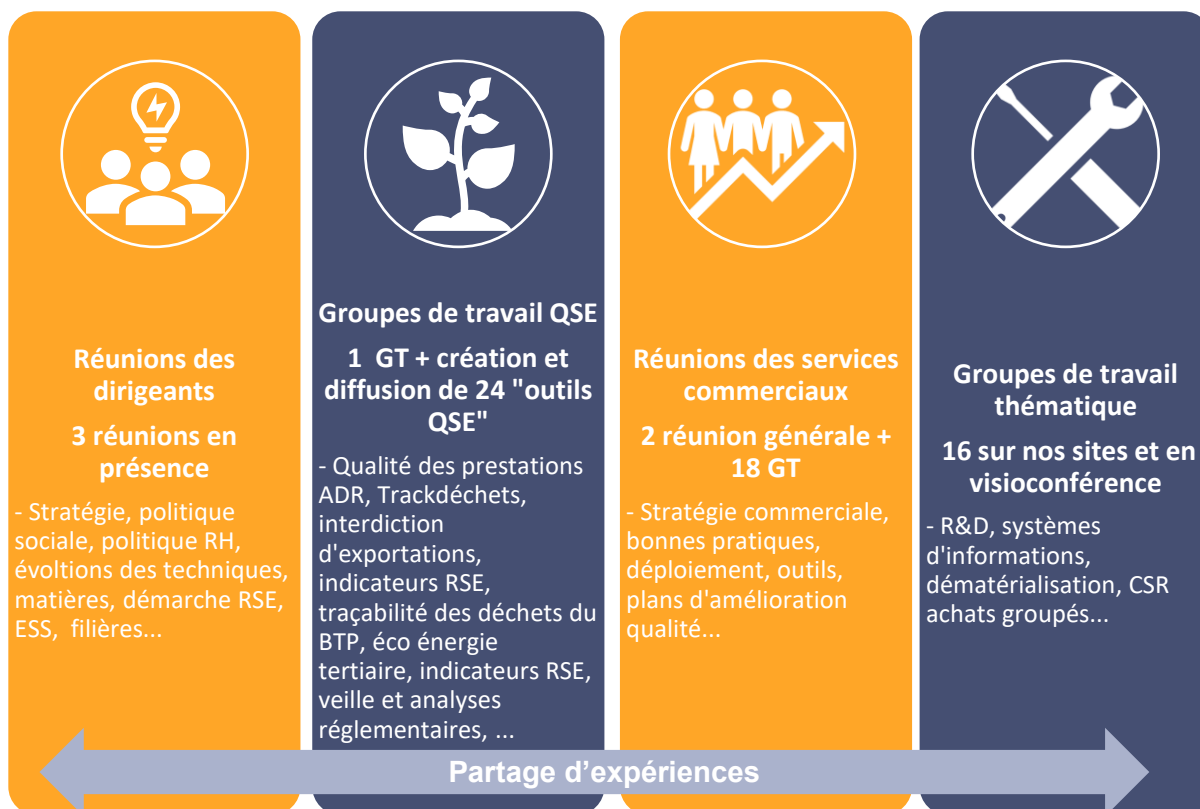 Réunions des
dirigeants
3 réunions en
présence
- Stratégie, politique
sociale, politique RH,
évoltions des techniques,
matières, démarche RSE,
ESS, filières...
Groupes de travail QSE
1 GT + création et
diffusion de 24 "outils
QSE"
- Qualité des prestations
ADR, Trackdéchets,
interdiction
d'exportations,
indicateurs RSE,
traçabilité des déchets du
BTP, éco énergie
tertiaire, indicateurs RSE,
veille et analyses
réglementaires, ...
Réunions des services
commerciaux
2 réunion générale +
18 GT
- Stratégie commerciale,
bonnes pratiques,
déploiement, outils,
plans d'amélioration
qualité...
Groupes de travail
thématique
16 sur nos sites et en
visioconférence
- R&D, systèmes
d'informations,
dématérialisation, CSR
achats groupés...
Partage d'expériences